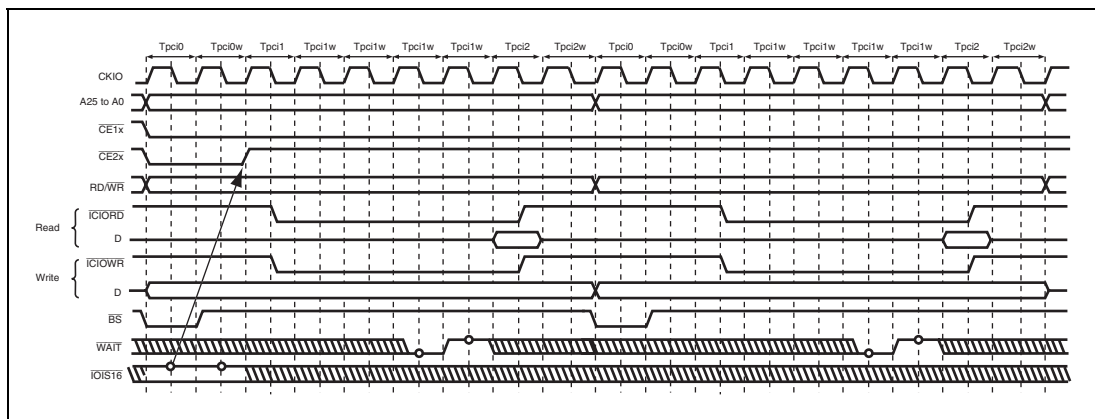 Tpci0 Tpci0w Tpci1 Tpci1w Tpci1w Tpci1w Tpci1w Tpci2 Tpci2w Tpci0 Tpci0w Tpci1 Tpci1w Tpci1w Tpci1w Tpci1w Tpci2 Tpci2w
CKIO
A25 to A0
CE1x
CE2x
RD/WR
Read
ICIORD
D
Write
ICIOWR
D
BS
WAIT
IOIS16